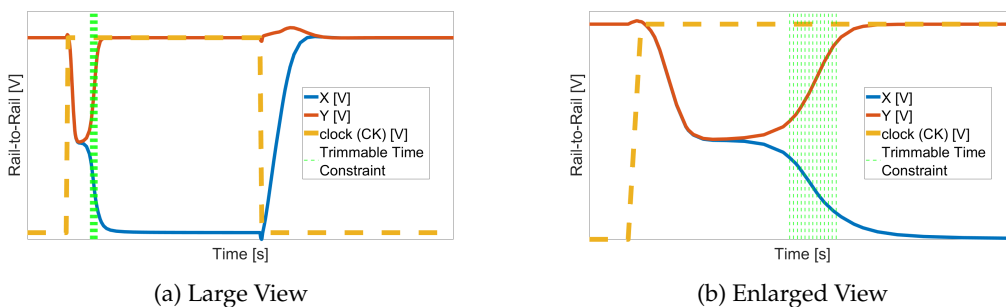 Rail-to-Rail [V]
X [V]
Y [V]
clock (CK) [V]
Trimmable Time
Constraint
Time [s]
(a) Large View
Rail-to-Rail [V]
X [V]
Y [V]
clock (CK) [V]
Trimmable Time
Constraint
Time [s]
(b) Enlarged View